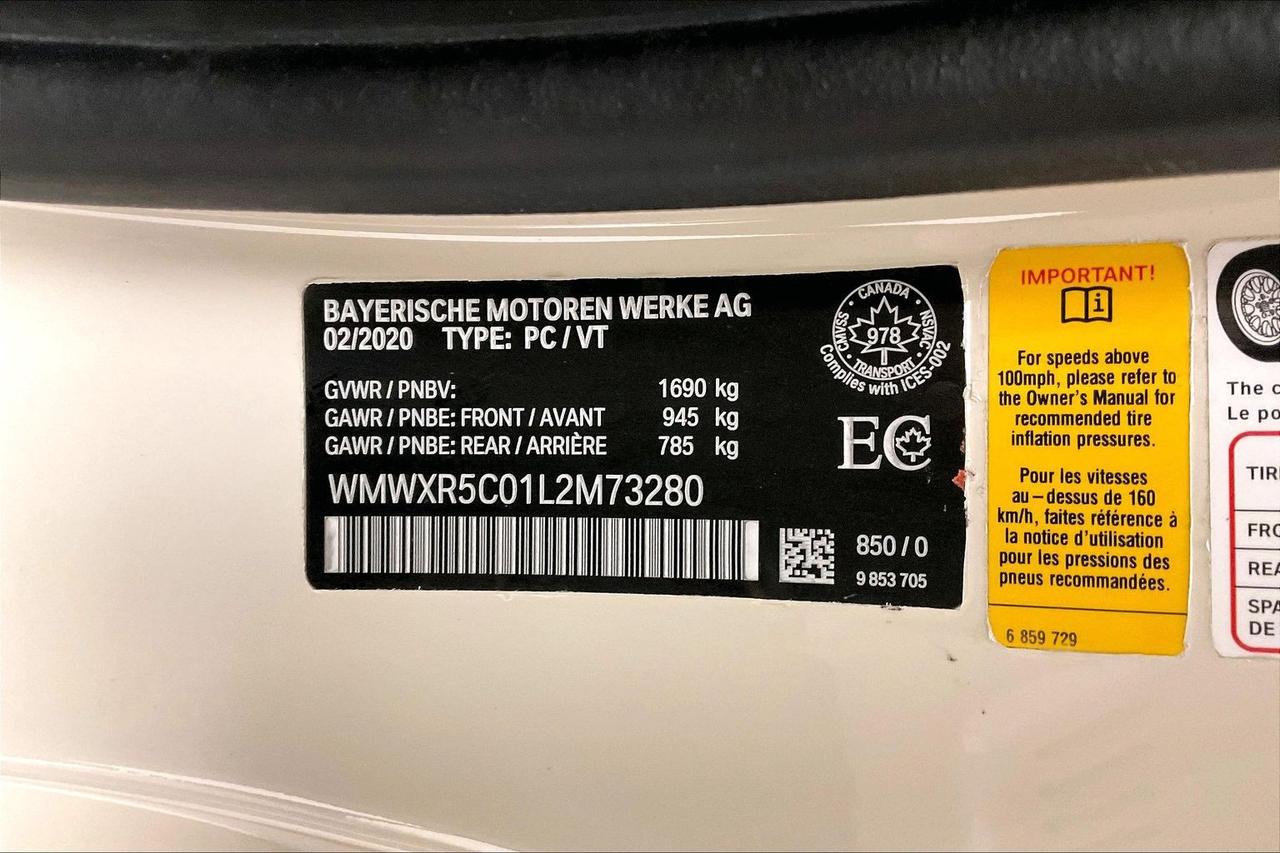 BAYERISCHE MOTOREN WERKE AG
02/2020 TYPE: PC / VT
GVWR / PNBV: 1690 kg
GAWR / PNBE: FRONT / AVANT 945 kg
GAWR / PNBE: REAR / ARRIÈRE 785 kg
WMWXR5C01L2M73280
850 / 0
9 853 705
CANADA
CMVSS
978
NSVAC
TRANSPORT
Complies with ICES-002
EC
IMPORTANT!
i
For speeds above
100mph, please refer to
the Owner's Manual for
recommended tire
inflation pressures.
Pour les vitesses
au–dessus de 160
km/h, faites référence à
la notice d'utilisation
pour les pressions des
pneus recommandées.
6 859 729
The c
Le po
TIRE
FRO
REA
SPA
DE